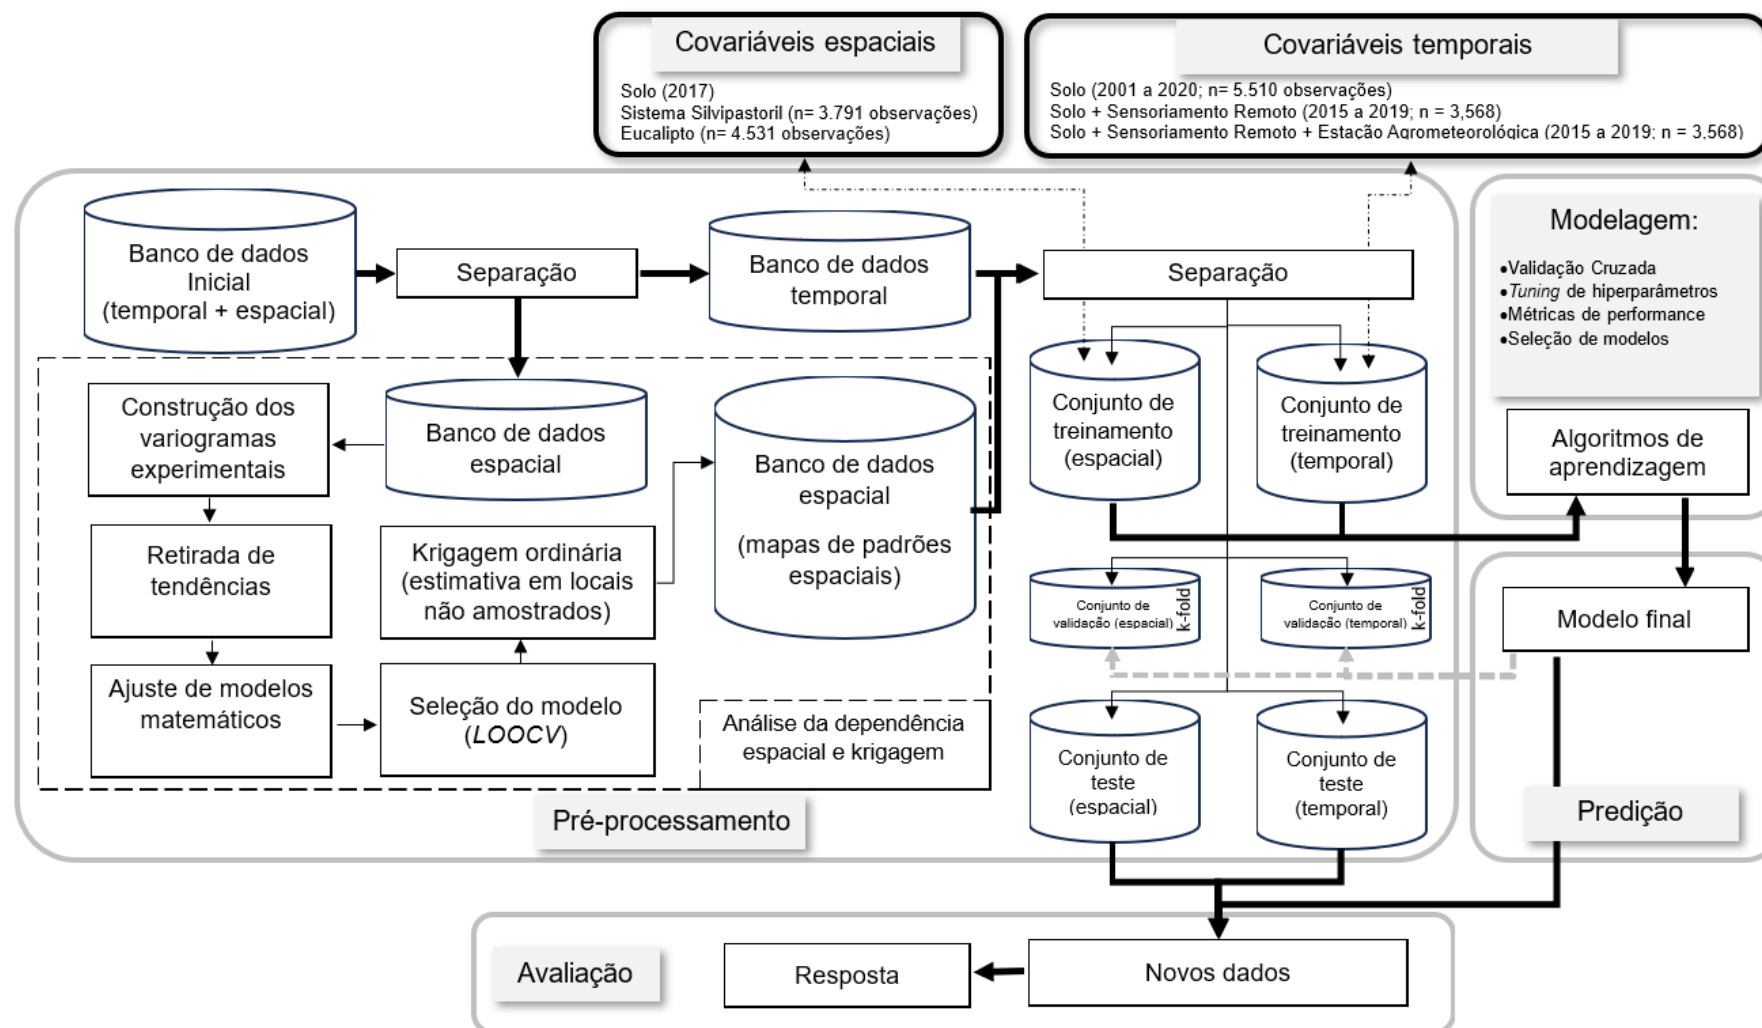 Covariáveis espaciais
Solo (2017)
Sistema Silvipastoril (n= 3.791 observações)
Eucalipto (n= 4.531 observações)
Covariáveis temporais
Solo (2001 a 2020; n= 5.510 observações)
Solo + Sensoriamento Remoto (2015 a 2019; n = 3,568)
Solo + Sensoriamento Remoto + Estação Agrometeorológica (2015 a 2019; n = 3,568)
Banco de dados
Inicial
(temporal + espacial)
Separação
Banco de dados
temporal
Separação
Modelagem:
•Validação Cruzada
•Tuning de hiperparâmetros
•Métricas de performance
•Seleção de modelos
Algoritmos de
aprendizagem
Construção dos
variogramas
experimentais
Banco de dados
espacial
Banco de dados
espacial
(mapas de padrões
espaciais)
Conjunto de
treinamento
(espacial)
Conjunto de
treinamento
(temporal)
Retirada de
tendências
Krigagem ordinária
(estimativa em locais
não amostrados)
Conjunto de
validação (espacial)
k-fold
Conjunto de
validação (temporal)
k-fold
Modelo final
Ajuste de modelos
matemáticos
Seleção do modelo
(LOOCV)
Análise da dependência
espacial e krigagem
Conjunto de
teste
(espacial)
Conjunto de
teste
(temporal)
Pré-processamento
Predição
Avaliação
Resposta
Novos dados